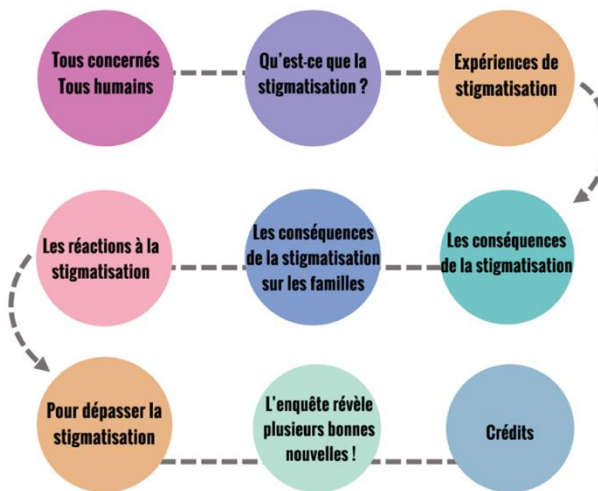 Tous concernés
Tous humains
Qu'est-ce que la
stigmatisation ?
Expériences de
stigmatisation
Les réactions à la
stigmatisation
Les conséquences
de la stigmatisation
sur les familles
Les conséquences
de la stigmatisation
Pour dépasser la
stigmatisation
L'enquête révèle
plusieurs bonnes
nouvelles !
Crédits